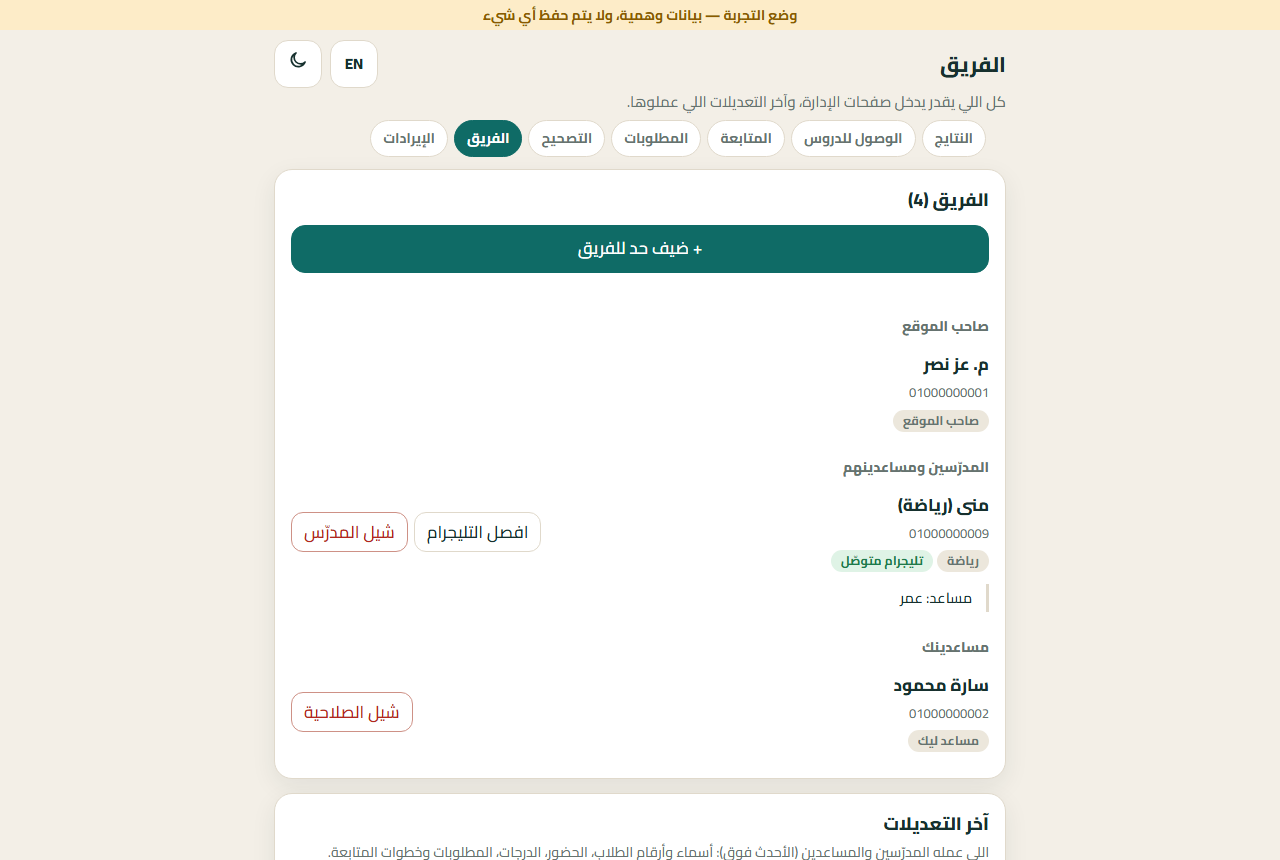 وضع التجربة — بيانات وهمية، ولا يتم حفظ أي شيء
الفريق
EN
كل اللي يقدر يدخل صفحات الإدارة، وآخر التعديلات اللي عملوها.
النتايج
الوصول للدروس
المتابعة
المطلوبات
التصحيح
الفريق
الإيرادات
الفريق (4)
+ ضيف حد للفريق
صاحب الموقع
م. عز نصر
01000000001
صاحب الموقع
المدرّسين ومساعدينهم
منى (رياضة)
01000000009
رياضة
تليجرام متوصّل
افصل التليجرام
شيل المدرّس
مساعد: عمر
مساعدينك
سارة محمود
01000000002
مساعد ليك
شيل الصلاحية
آخر التعديلات
اللي عمله المدرّسين والمساعدين (الأحدث فوق): أسماء وأرقام الطلاب، الحضور، الدرجات، المطلوبات وخطوات المتابعة.